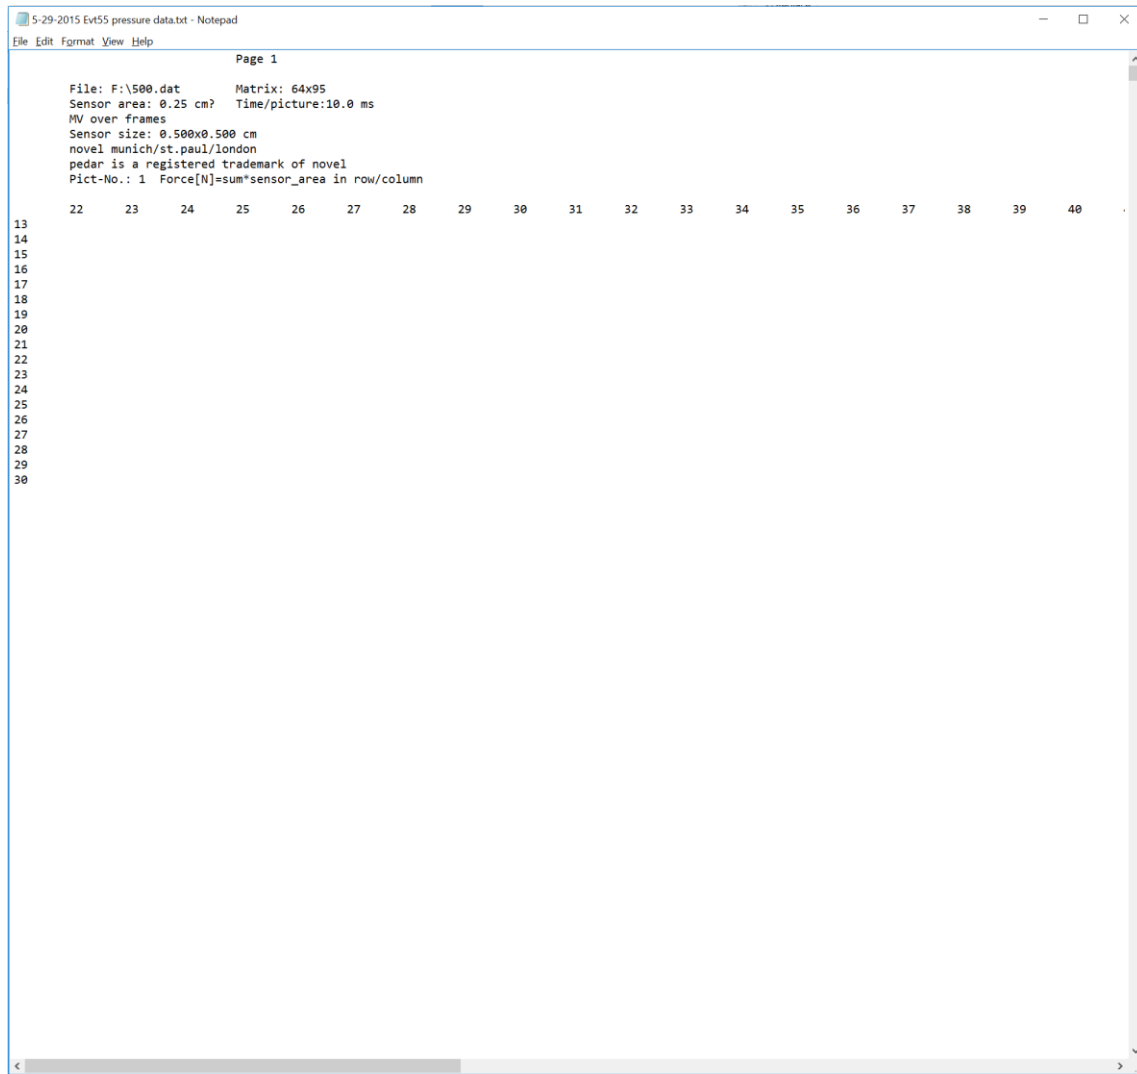 5-29-2015 Evt55 pressure data.txt - Notepad
File Edit Format View Help
Page 1
File: F:\500.dat Matrix: 64x95
Sensor area: 0.25 cm? Time/picture:10.0 ms
MV over frames
Sensor size: 0.500x0.500 cm
novel munich/st.paul/london
pedar is a registered trademark of novel
Pict-No.: 1 Force[N]=sum*sensor_area in row/column
22 23 24 25 26 27 28 29 30 31 32 33 34 35 36 37 38 39 40
13
14
15
16
17
18
19
20
21
22
23
24
25
26
27
28
29
30